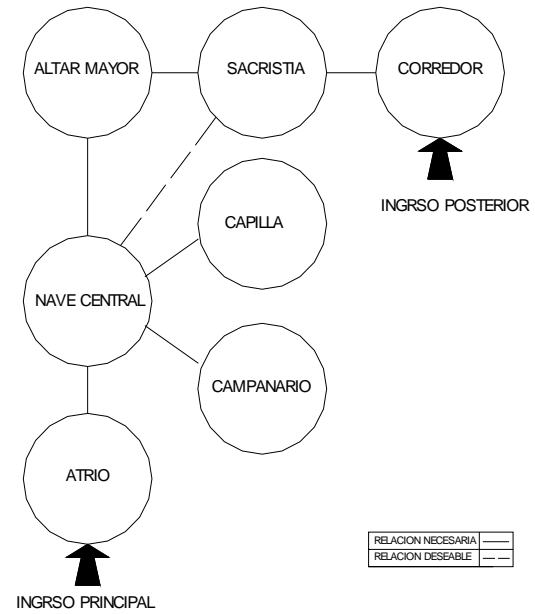 ALTAR MAYOR
SACRISTIA
CORREDOR
INGRSO POSTERIOR
CAPILLA
NAVE CENTRAL
CAMPANARIO
ATRIO
INGRSO PRINCIPAL
RELACION NECESARIA
RELACION DESEABLE